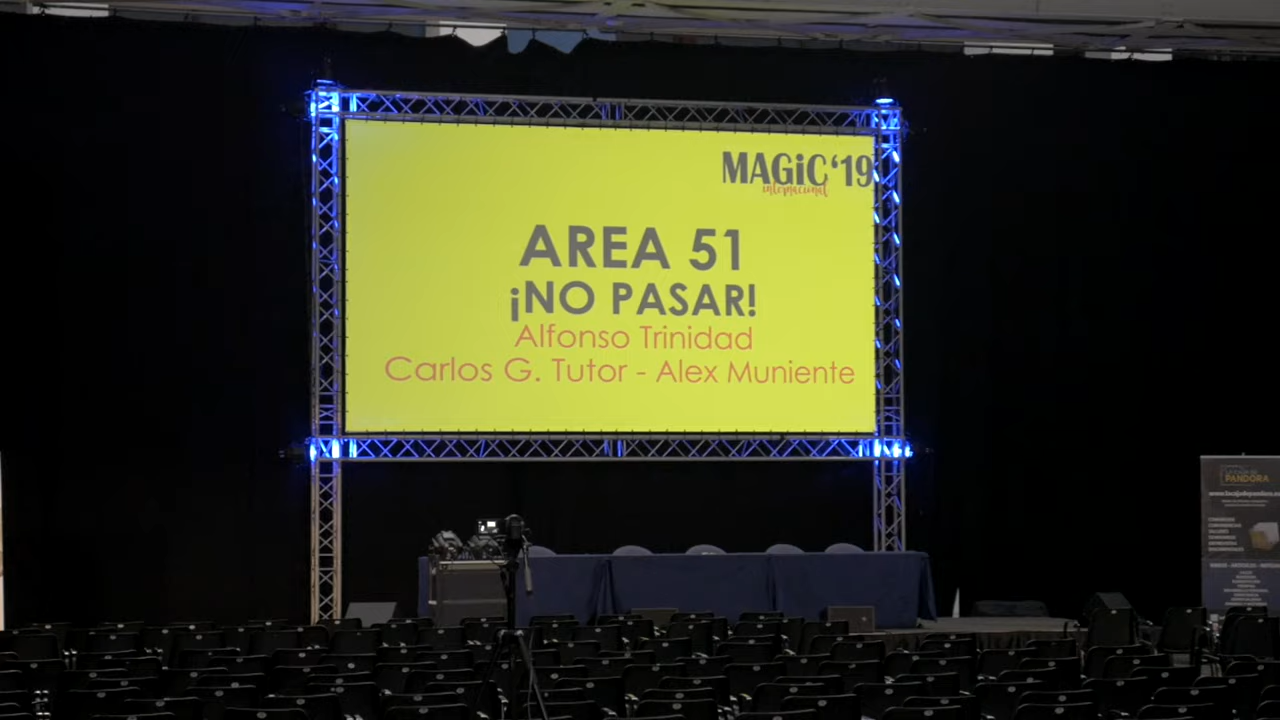 MAGiC‘19
internacional
AREA 51
¡NO PASAR!
Alfonso Trinidad
Carlos G. Tutor - Alex Muniente
PANDORA